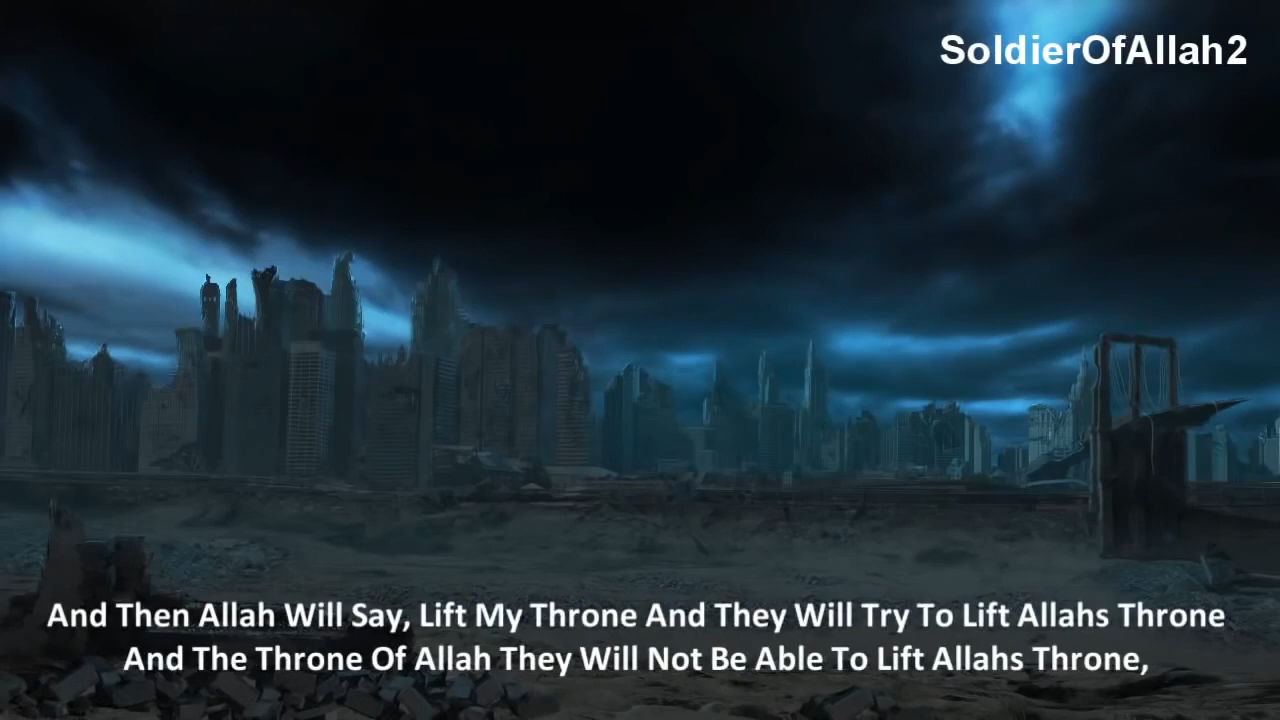 SoldierOfAllah2
And Then Allah Will Say, Lift My Throne And They Will Try To Lift Allahs Throne
And The Throne Of Allah They Will Not Be Able To Lift Allahs Throne,